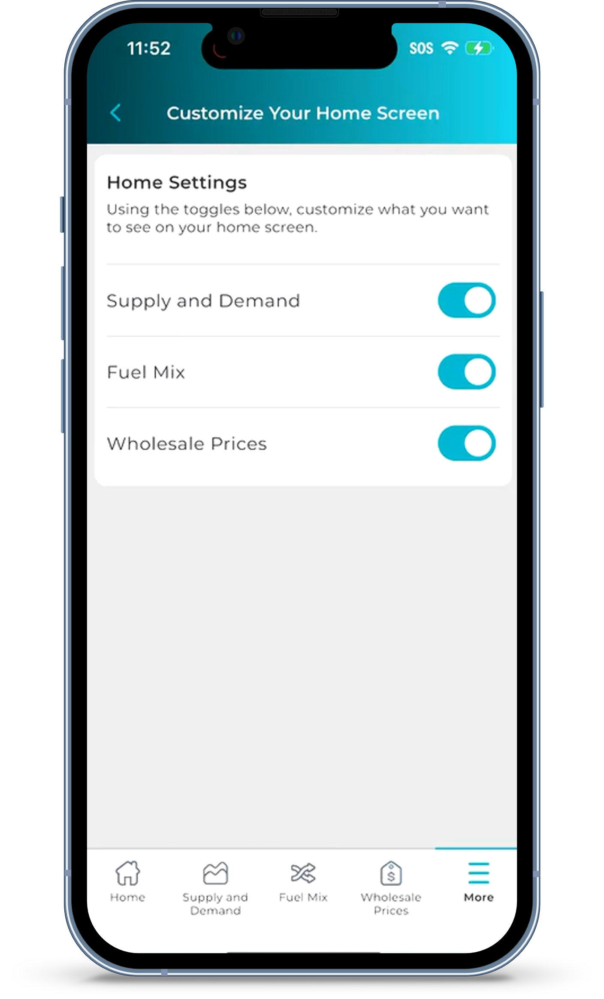 11:52
SOS
Customize Your Home Screen
Home Settings
Using the toggles below, customize what you want
to see on your home screen.
Supply and Demand
Fuel Mix
Wholesale Prices
Home
Supply and
Demand
Fuel Mix
$
Wholesale
Prices
More